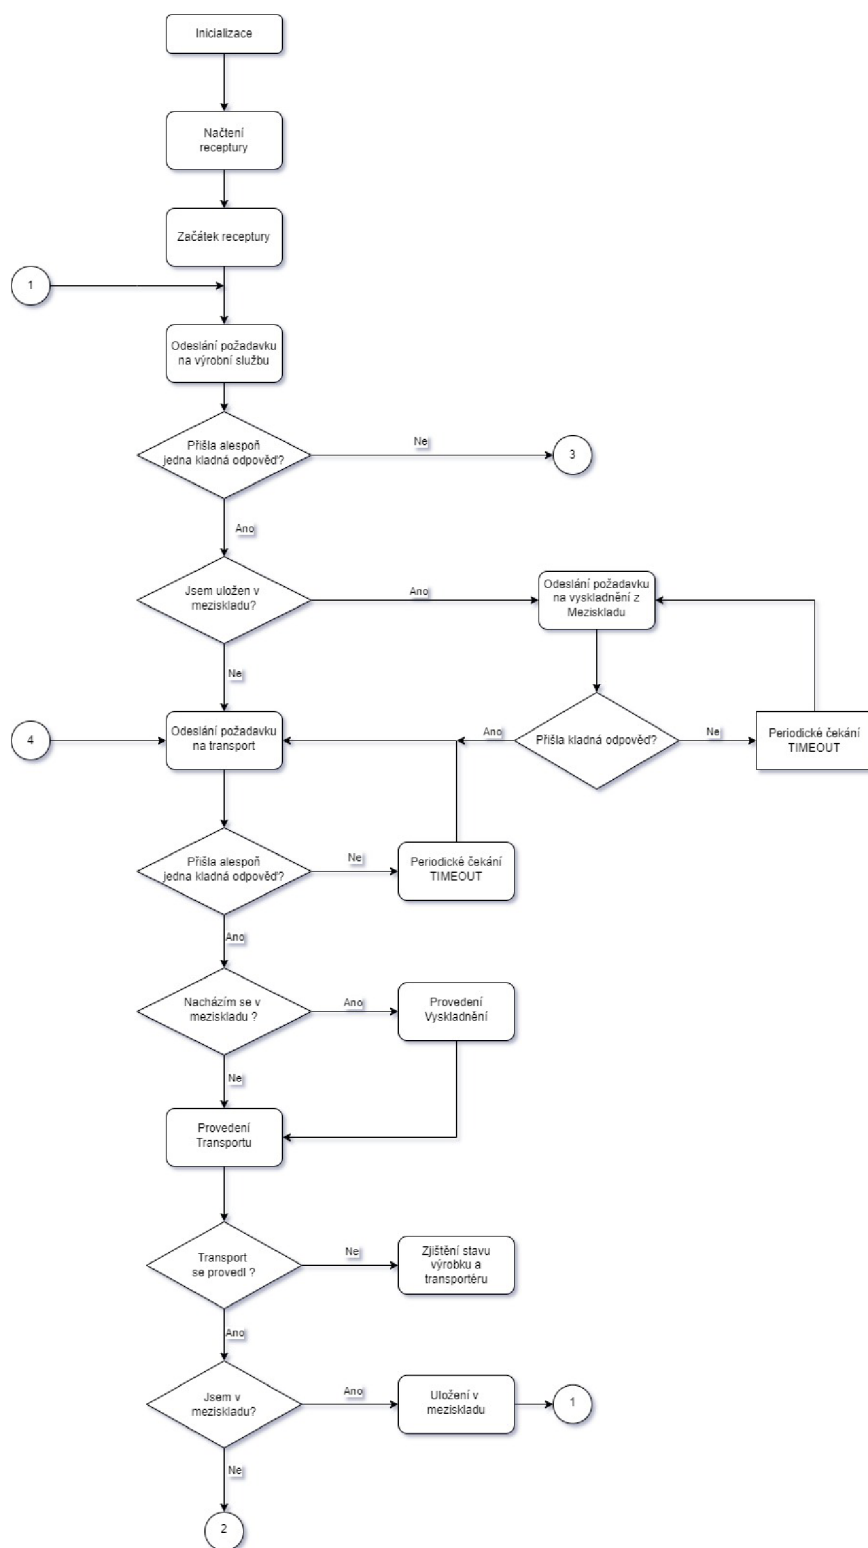 Inicializace
Načtení
receptury
Začátek receptury
1
Odeslání požadavku
na výrobní službu
Přišla alespoň
jedna kladná odpověď?
Ne
3
Ano
Jsem uložen v
meziskladu?
Ano
Odeslání požadavku
na vyskladnění z
Meziskladu
Ne
4
Odeslání požadavku
na transport
Ano
Přišla kladná odpověď?
Ne
Periodické čekání
TIMEOUT
Přišla alespoň
jedna kladná odpověď?
Ne
Periodické čekání
TIMEOUT
Ano
Nacházím se v
meziskladu ?
Ano
Provedení
Vyskladnění
Ne
Provedení
Transportu
Transport
se provedl ?
Ne
Zjištění stavu
výrobku a
transportéru
Ano
Jsem v
meziskladu?
Ano
Uložení v
meziskladu
1
Ne
2